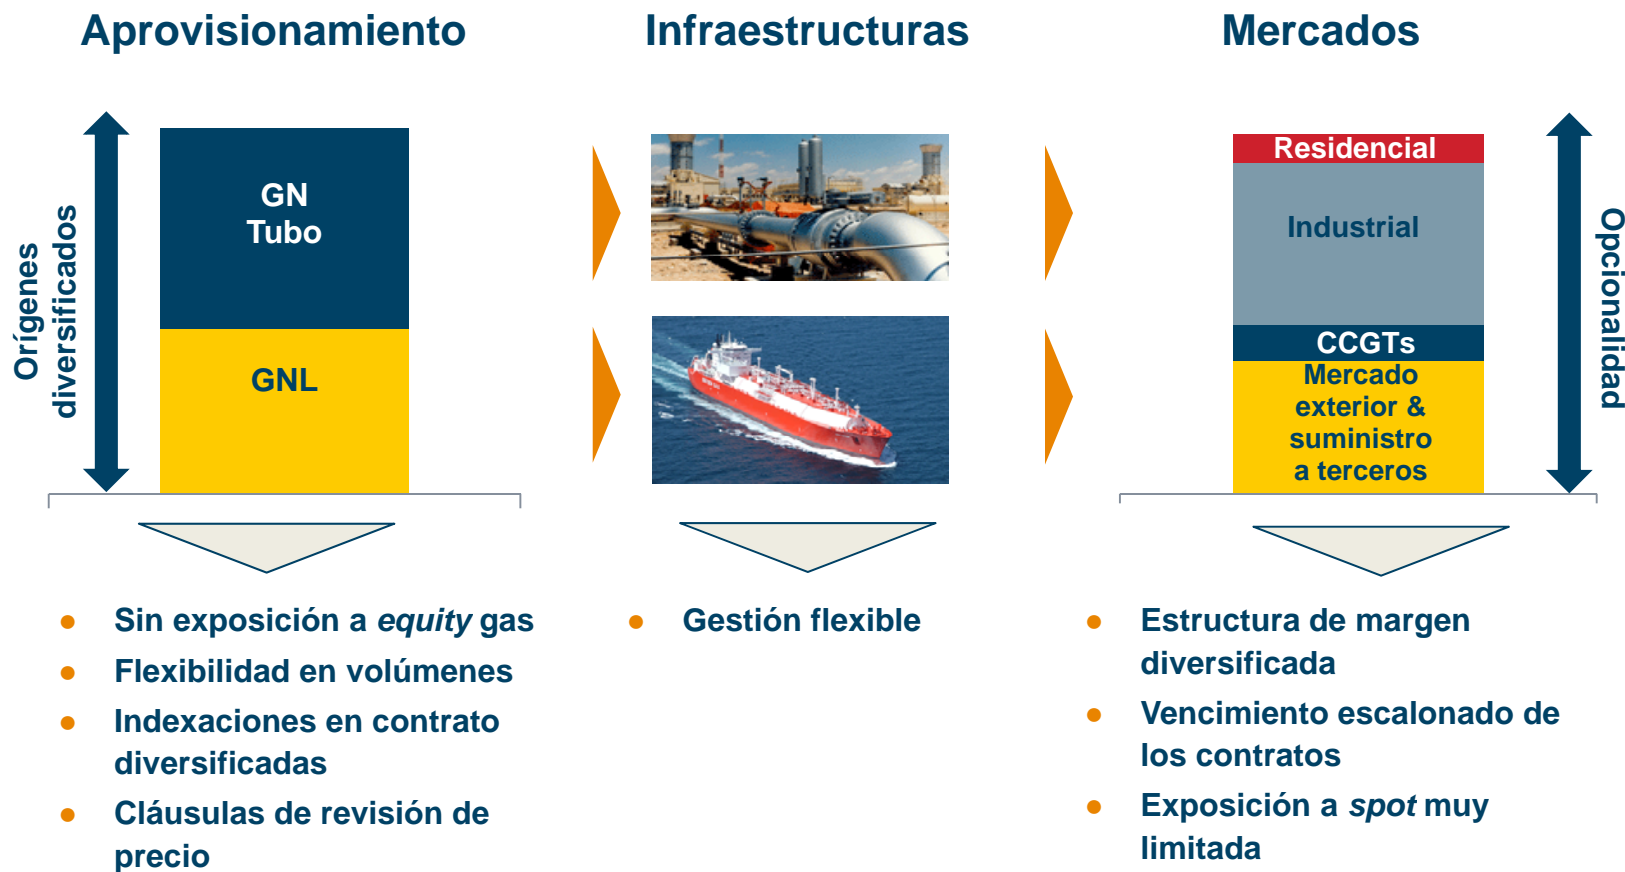 Aprovisionamiento
Infraestructuras
Mercados
Orígenes
diversificados
GN
Tubo
GNL
Residencial
Industrial
CCGTs
Mercado
exterior &
suministro
a terceros
Opcionalidad
● Sin exposición a equity gas
● Flexibilidad en volúmenes
● Indexaciones en contrato
diversificadas
● Cláusulas de revisión de
precio
● Gestión flexible
● Estructura de margen
diversificada
● Vencimiento escalonado de
los contratos
● Exposición a spot muy
limitada